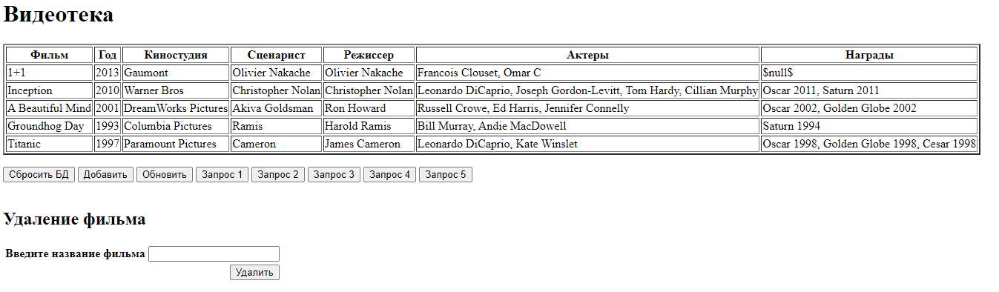 Видеотека
Фильм Год Киностудия Сценарист Режиссер Актеры Награды
1+1 2013 Gaumont Olivier Nakache Olivier Nakache Francois Clouset, Omar C $null$
Inception 2010 Warner Bros Christopher Nolan Christopher Nolan Leonardo DiCaprio, Joseph Gordon-Levitt, Tom Hardy, Cillian Murphy Oscar 2011, Saturn 2011
A Beautiful Mind 2001 DreamWorks Pictures Akiva Goldsman Ron Howard Russell Crowe, Ed Harris, Jennifer Connelly Oscar 2002, Golden Globe 2002
Groundhog Day 1993 Columbia Pictures Ramis Harold Ramis Bill Murray, Andie MacDowell Saturn 1994
Titanic 1997 Paramount Pictures Cameron James Cameron Leonardo DiCaprio, Kate Winslet Oscar 1998, Golden Globe 1998, Cesar 1998
Сбросить БД Добавить Обновить Запрос 1 Запрос 2 Запрос 3 Запрос 4 Запрос 5
Удаление фильма
Введите название фильма
Удалить